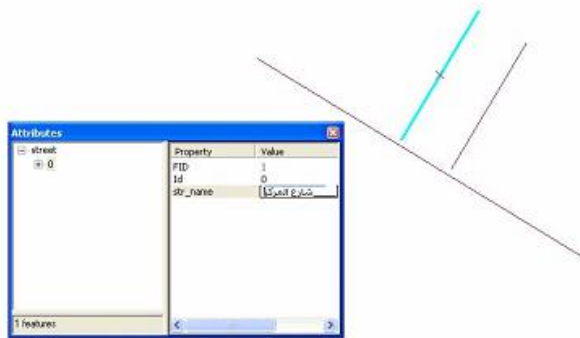 Attributes
street
0
Property Value
FID 1
Id 0
str_name شارع المركز
1 features